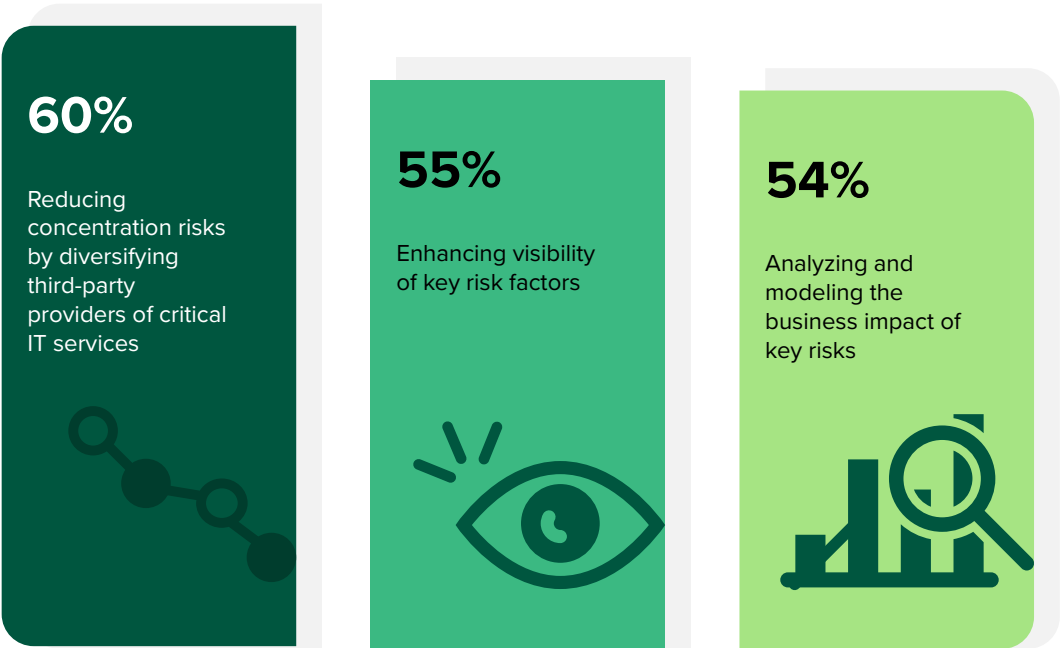 60%
Reducing
concentration risks
by diversifying
third-party
providers of critical
IT services
55%
Enhancing visibility
of key risk factors
54%
Analyzing and
modeling the
business impact of
key risks